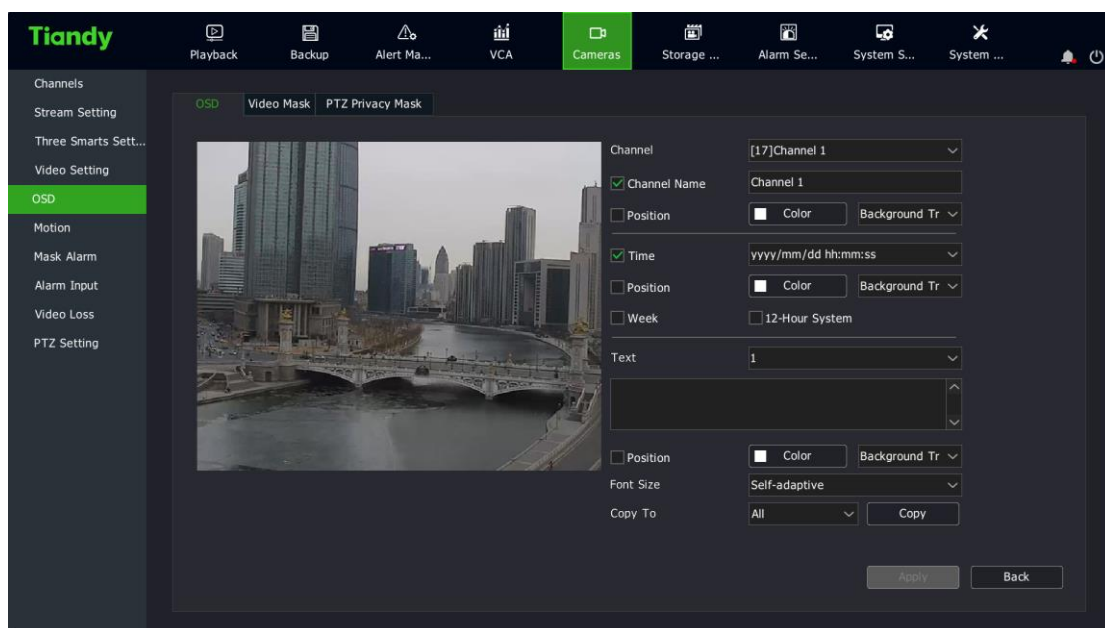 Tiandy
Playback
Backup
Alert Ma...
VCA
Cameras
Storage ...
Alarm Se...
System S...
System ...
Channels
Stream Setting
Three Smarts Sett...
Video Setting
OSD
Motion
Mask Alarm
Alarm Input
Video Loss
PTZ Setting
OSD Video Mask PTZ Privacy Mask
Channel [17]Channel 1
Channel Name Channel 1
Position Color Background Tr
Time yyyy/mm/dd hh:mm:ss
Position Color Background Tr
Week 12-Hour System
Text 1
Position Color Background Tr
Font Size Self-adaptive
Copy To All Copy
Apply Back